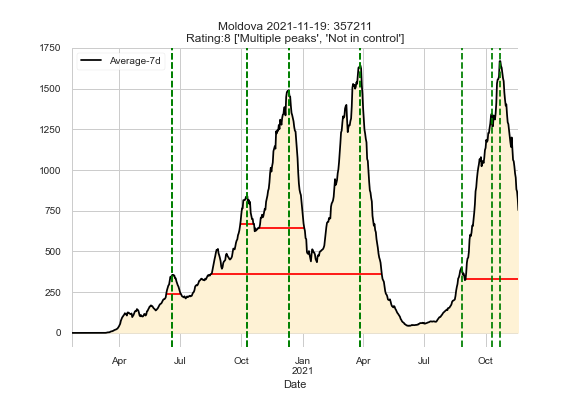 Moldova 2021-11-19: 357211
Rating:8 ['Multiple peaks', 'Not in control']
1750
Average-7d
1500
1250
1000
750
500
250
0
Apr
Jul
Oct
Jan
Apr
Jul
Oct
2021
Date